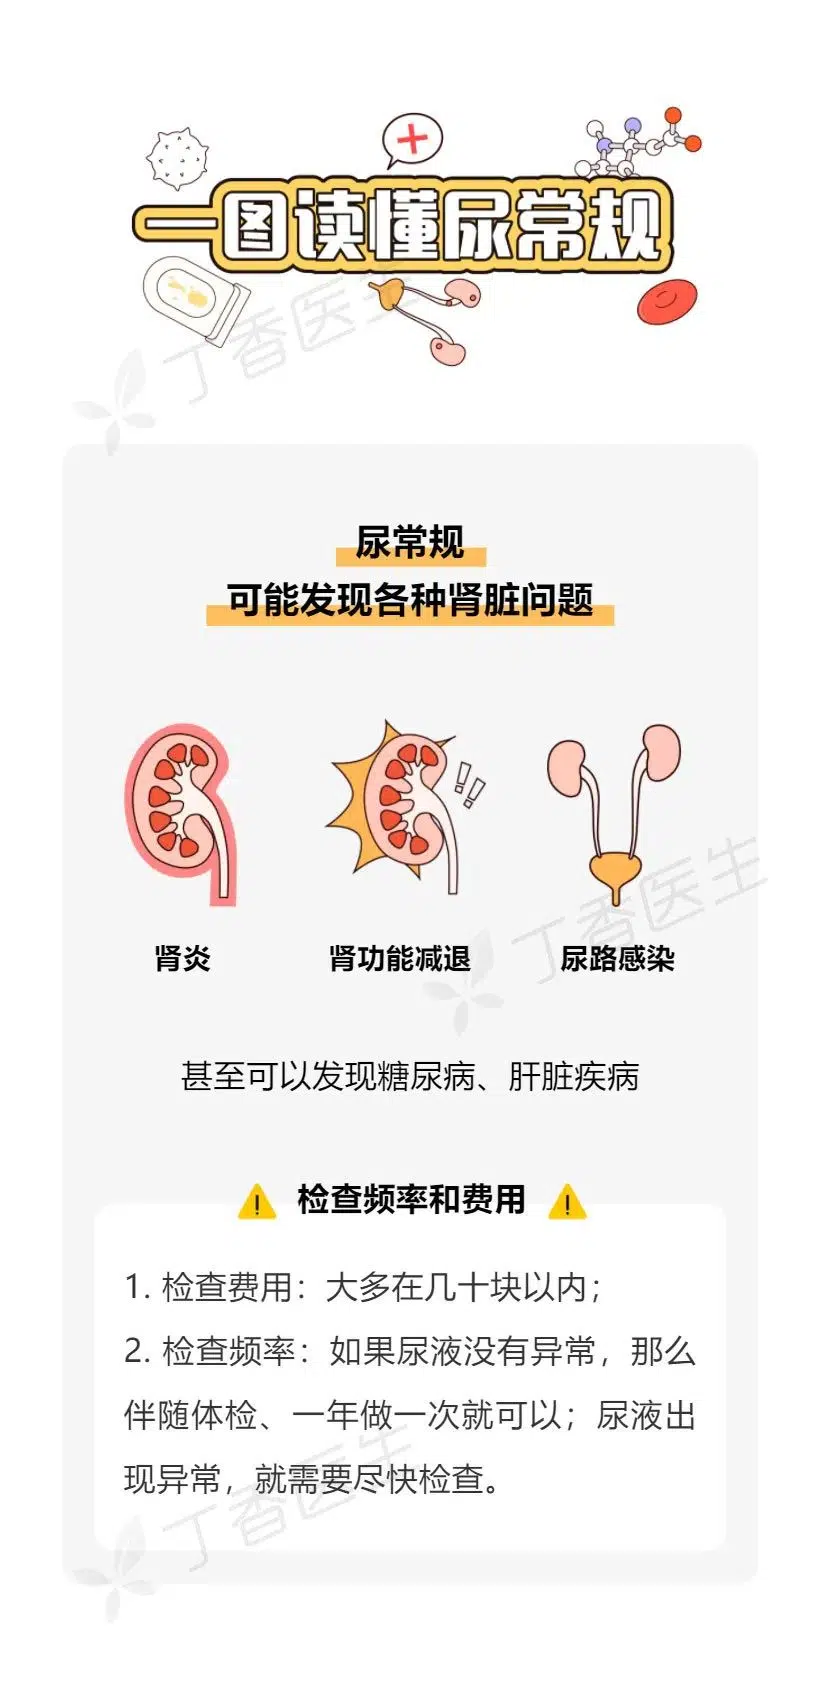 一图读懂尿常规
丁香医生
尿常规
可能发现各种肾脏问题
肾炎
肾功能减退
尿路感染
丁香医生
甚至可以发现糖尿病、肝脏疾病
检查频率和费用
1. 检查费用：大多在几十块以内；
2. 检查频率：如果尿液没有异常，那么
伴随体检、一年做一次就可以；尿液出
现异常，就需要尽快检查。
丁香医生